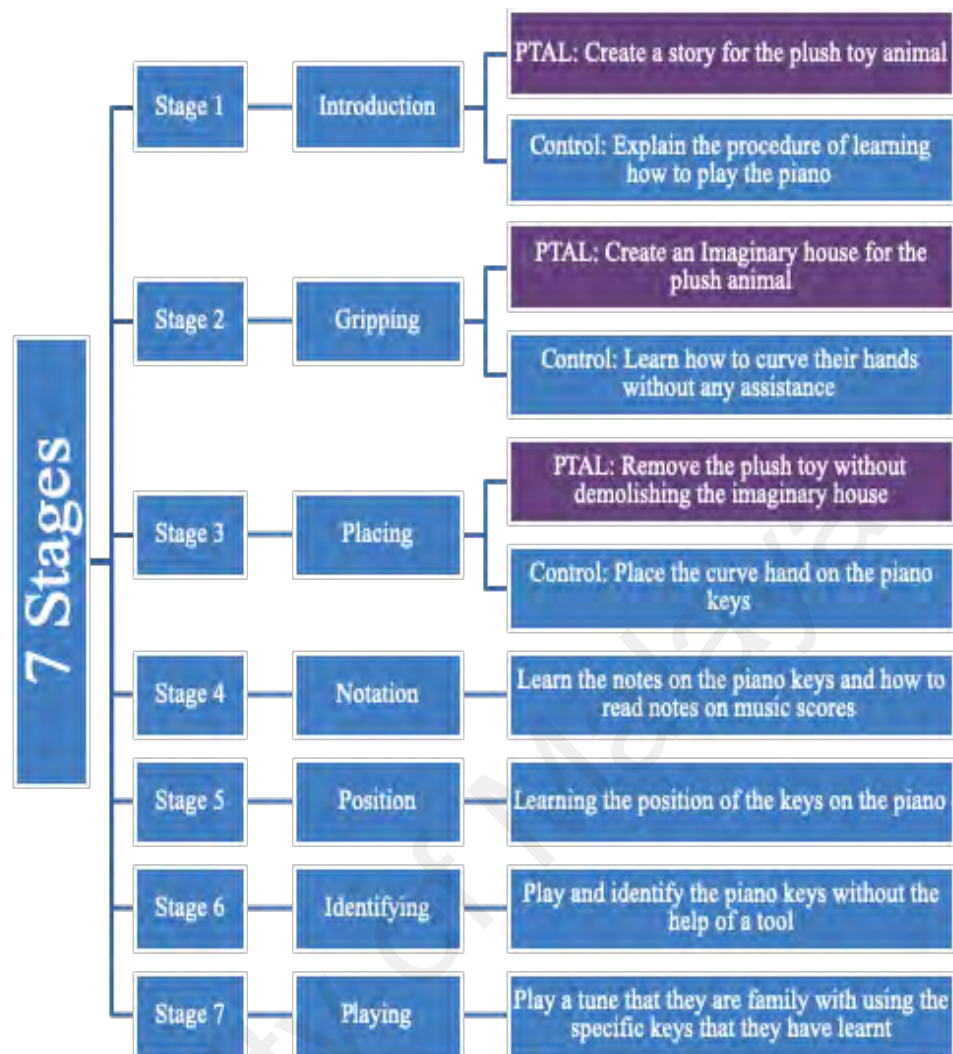 7 Stages
Stage 1
Introduction
PTAL: Create a story for the plush toy animal
Control: Explain the procedure of learning
how to play the piano
Stage 2
Gripping
PTAL: Create an Imaginary house for the
plush animal
Control: Learn how to curve their hands
without any assistance
Stage 3
Placing
PTAL: Remove the plush toy without
demolishing the imaginary house
Control: Place the curve hand on the piano
keys
Stage 4
Notation
Learn the notes on the piano keys and how to
read notes on music scores
Stage 5
Position
Learning the position of the keys on the piano
Stage 6
Identifying
Play and identify the piano keys without the
help of a tool
Stage 7
Playing
Play a tune that they are family with using the
specific keys that they have learnt
of Malaya